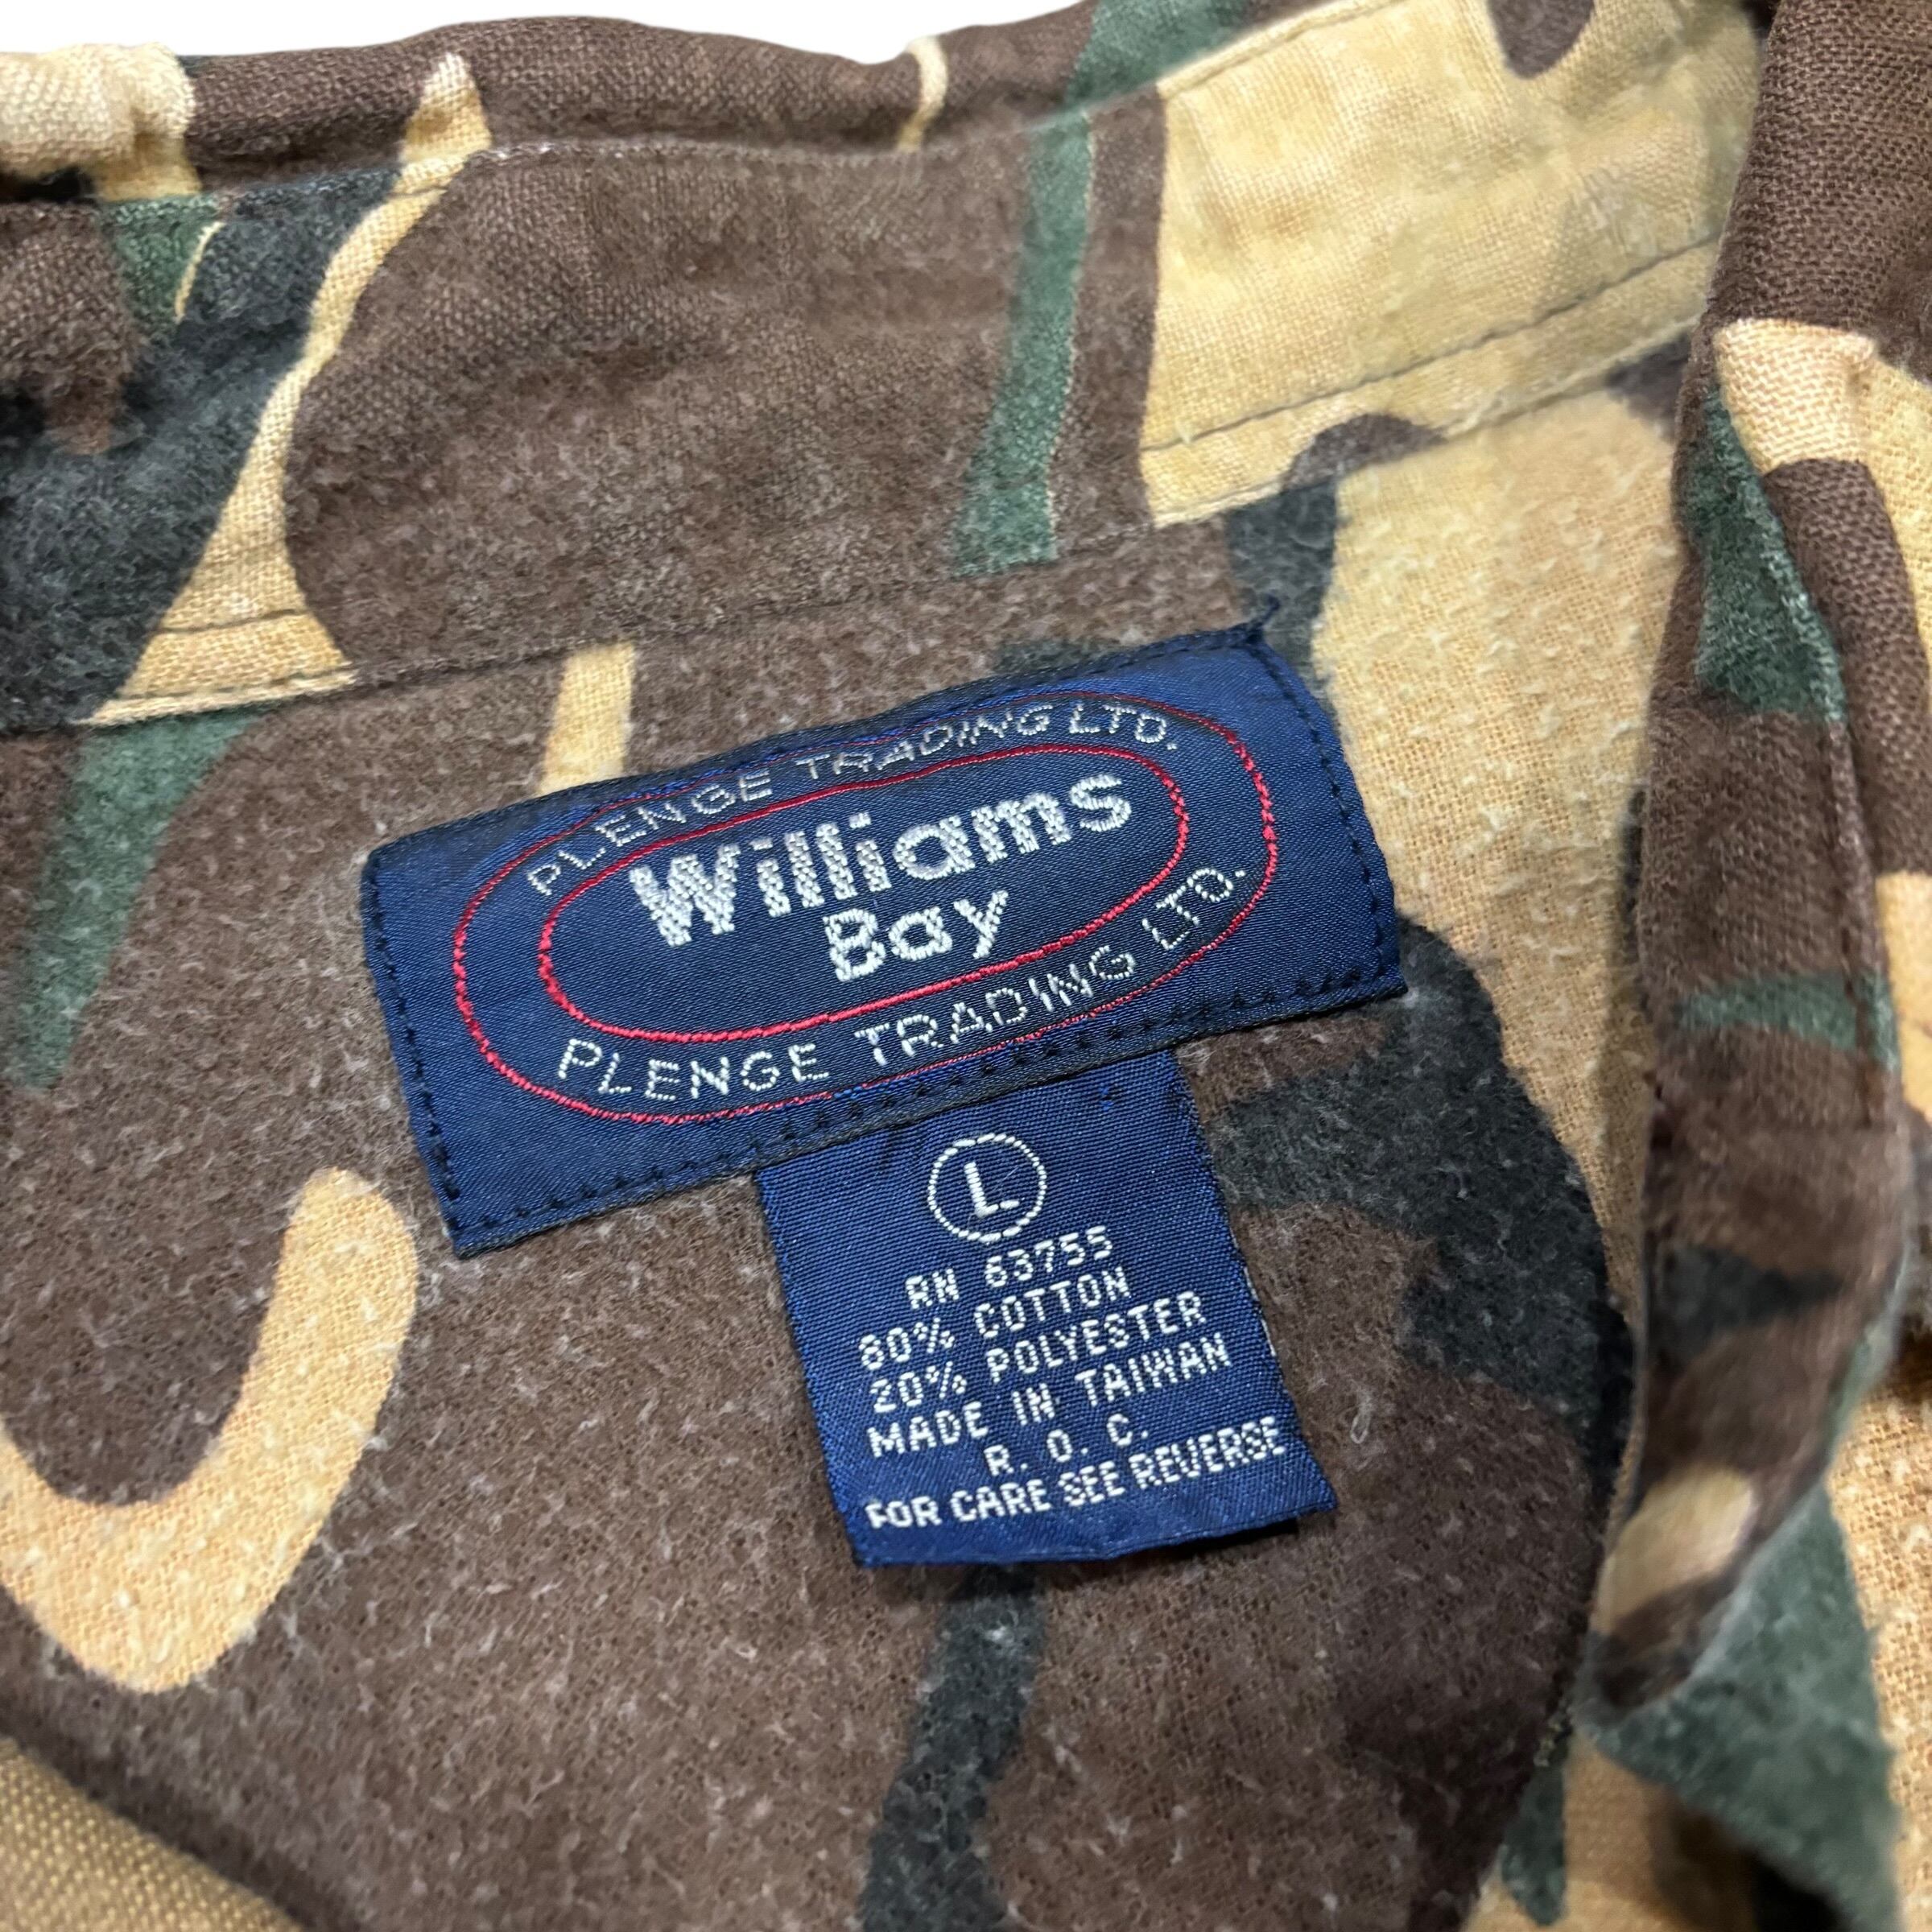 PLENGE TRADING LTD.
Williams
Bay
PLENGE TRADING LTD.
L
RN 63755
80% COTTON
20% POLYESTER
MADE IN TAIWAN
R. O. C.
FOR CARE SEE REVERSE